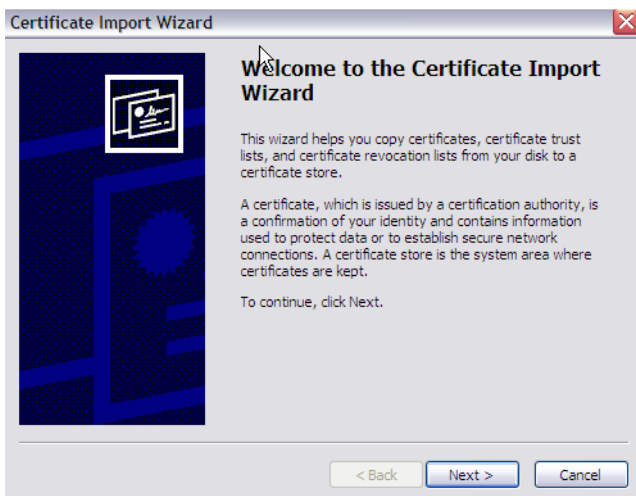 Certificate Import Wizard
Welcome to the Certificate Import
Wizard
This wizard helps you copy certificates, certificate trust
lists, and certificate revocation lists from your disk to a
certificate store.
A certificate, which is issued by a certification authority, is
a confirmation of your identity and contains information
used to protect data or to establish secure network
connections. A certificate store is the system area where
certificates are kept.
To continue, click Next.
< Back
Next >
Cancel